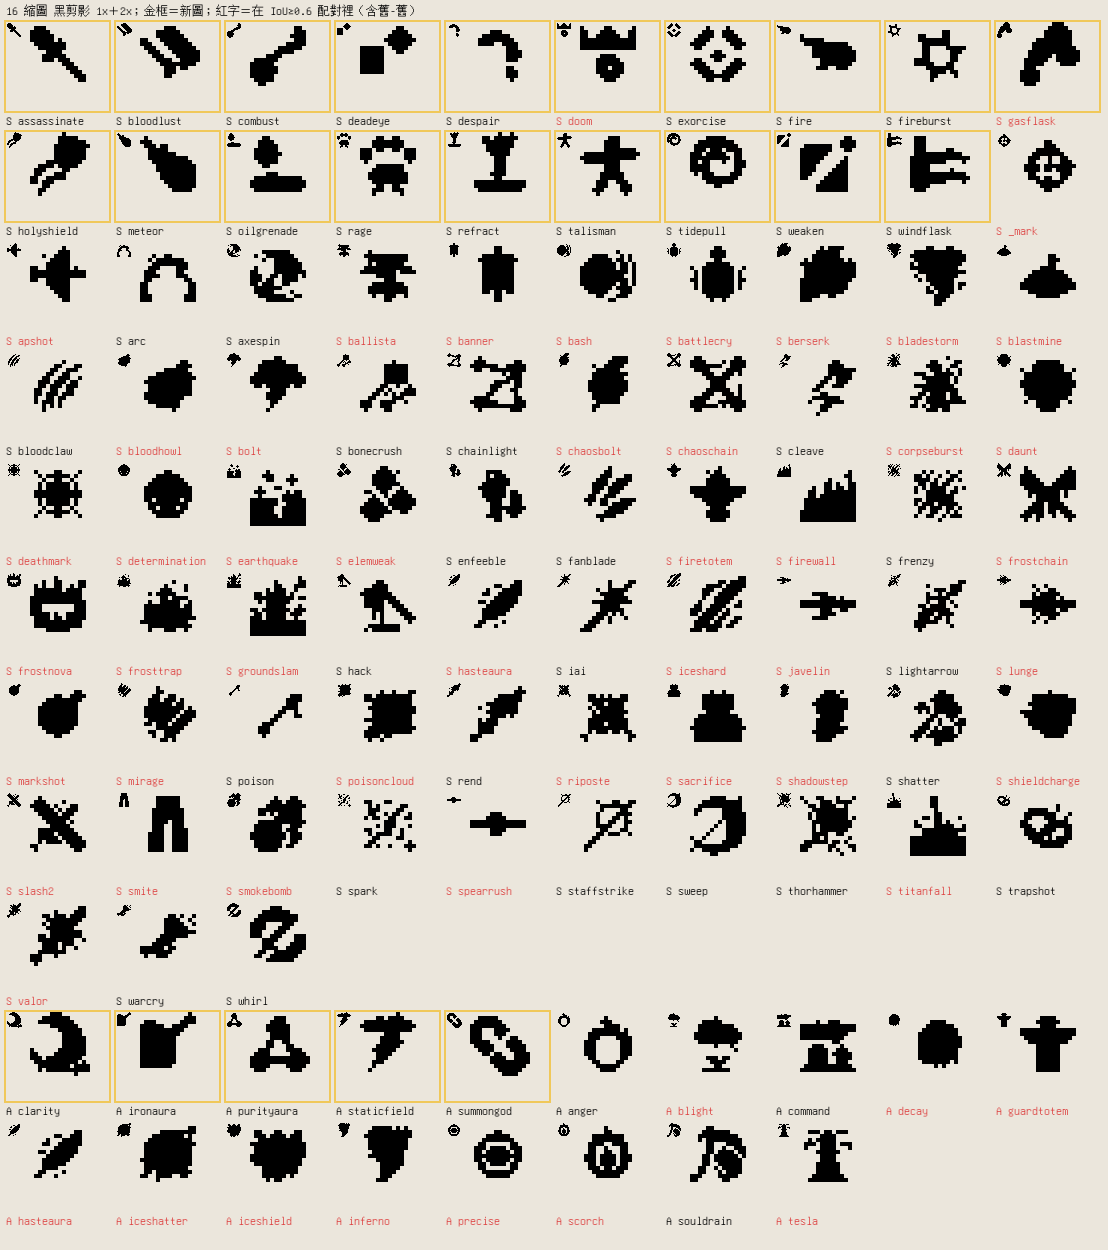 16 縮圖 黑剪影 1x＋2x；金框＝新圖；紅字＝在 IoU≥0.6 配對裡（含舊-舊）
S assassinate S bloodlust S combust S deadeye S despair S doom S exorcise S fire S fireburst S gasflask
S holyshield S meteor S oilgrenade S rage S refract S talisman S tidepull S weaken S windflask S _mark
S apshot S arc S axespin S ballista S banner S bash S battlecry S berserk S bladestorm S blastmine
S bloodclaw S bloodhowl S bolt S bonecrush S chainlight S chaosbolt S chaoschain S cleave S corpseburst S daunt
S deathmark S determination S earthquake S elemweak S enfeeble S fanblade S firetotem S firewall S frenzy S frostchain
S frostnova S frosttrap S groundslam S hack S hasteaura S iai S iceshard S javelin S lightarrow S lunge
S markshot S mirage S poison S poisoncloud S rend S riposte S sacrifice S shadowstep S shatter S shieldcharge
S slash2 S smite S smokebomb S spark S spearrush S staffstrike S sweep S thorhammer S titanfall S trapshot
S valor S warcry S whirl
A clarity A ironaura A purityaura A staticfield A summongod A anger A blight A command A decay A guardtotem
A hasteaura A iceshatter A iceshield A inferno A precise A scorch A souldrain A tesla